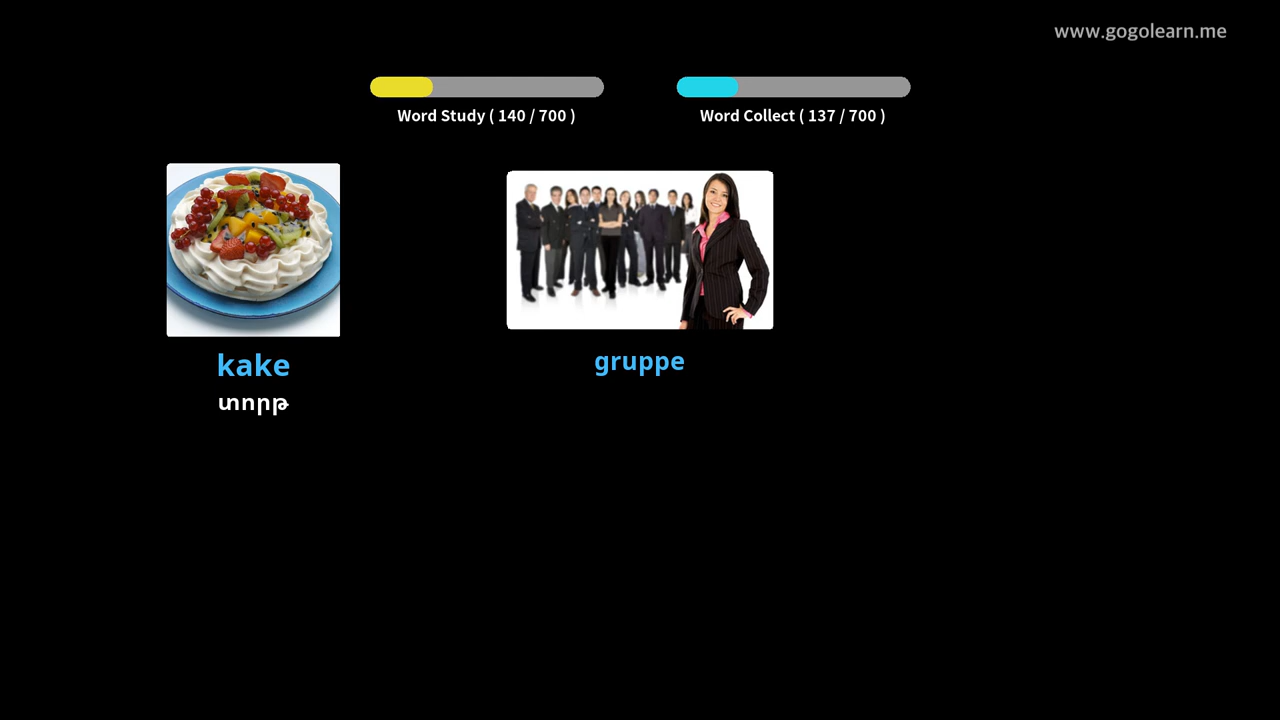 www.gogolearn.me
Word Study ( 140 / 700 )
Word Collect ( 137 / 700 )
kake
տորթ
gruppe